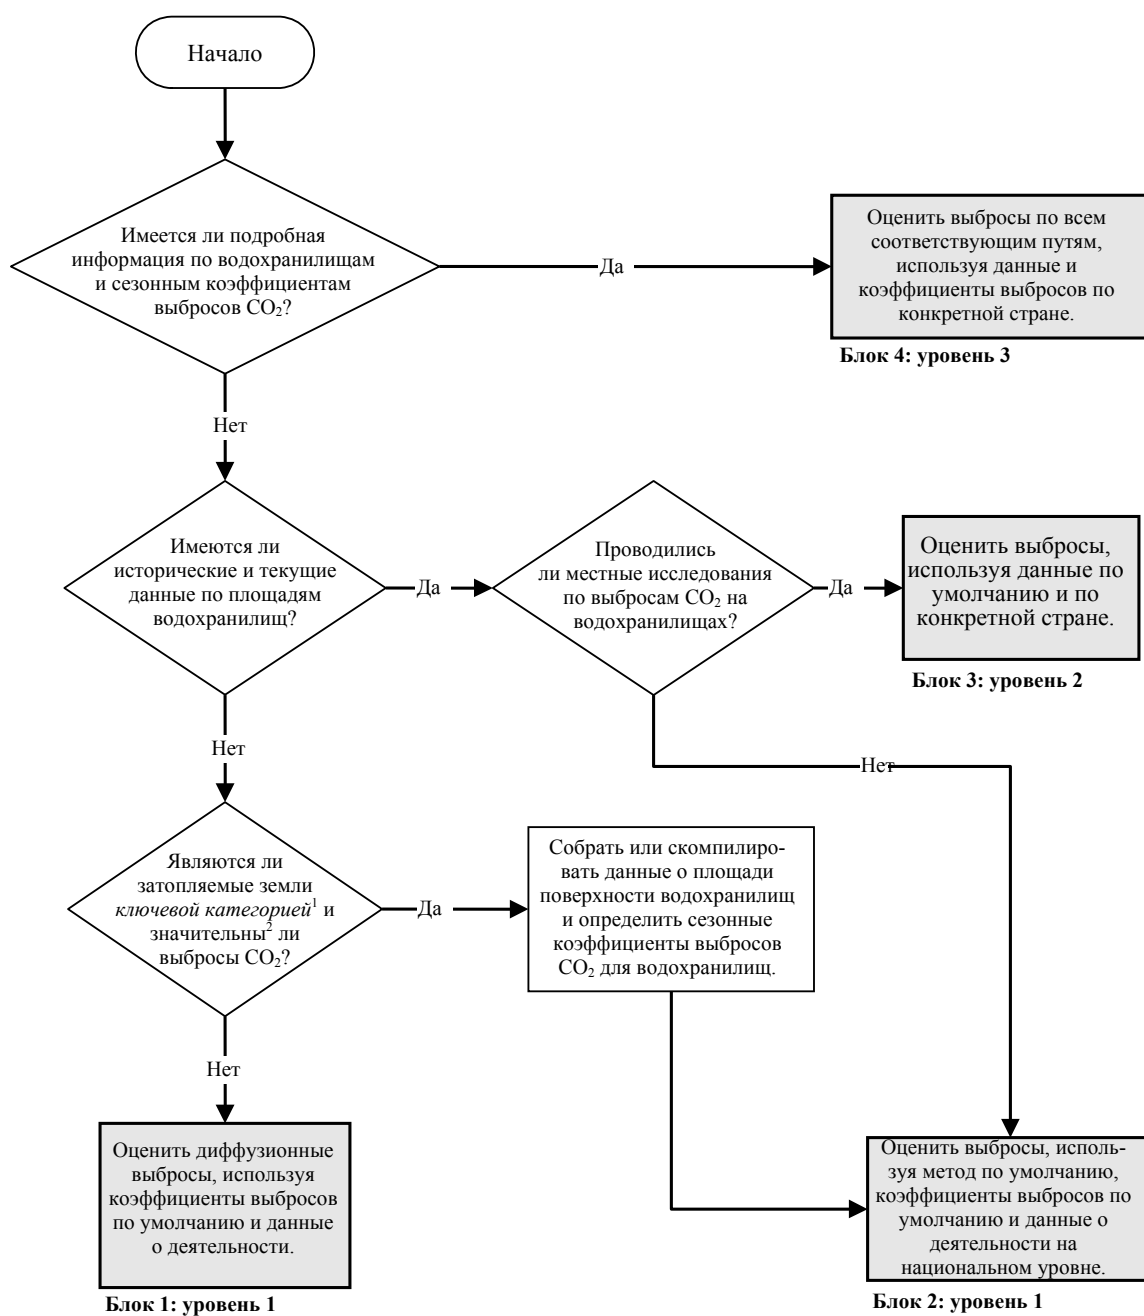 Начало
Имеется ли подробная
информация по водохранилищам
и сезонным коэффициентам
выбросов CO₂?
Да
Оценить выбросы по всем
соответствующим путям,
используя данные и
коэффициенты выбросов по
конкретной стране.
Блок 4: уровень 3
Нет
Имеются ли
исторические и текущие
данные по площадям
водохранилищ?
Да
Проводились
ли местные исследования
по выбросам CO₂ на
водохранилищах?
Да
Оценить выбросы,
используя данные по
умолчанию и по
конкретной стране.
Блок 3: уровень 2
Нет
Нет
Являются ли
затопляемые земли
ключевой категорией¹ и
значительны² ли
выбросы CO₂?
Да
Собрать или скомпилиро-
вать данные о площади
поверхности водохранилищ
и определить сезонные
коэффициенты выбросов
CO₂ для водохранилищ.
Нет
Оценить диффузионные
выбросы, используя
коэффициенты выбросов
по умолчанию и данные
о деятельности.
Блок 1: уровень 1
Оценить выбросы, исполь-
зуя метод по умолчанию,
коэффициенты выбросов по
умолчанию и данные о
деятельности на
национальном уровне.
Блок 2: уровень 1